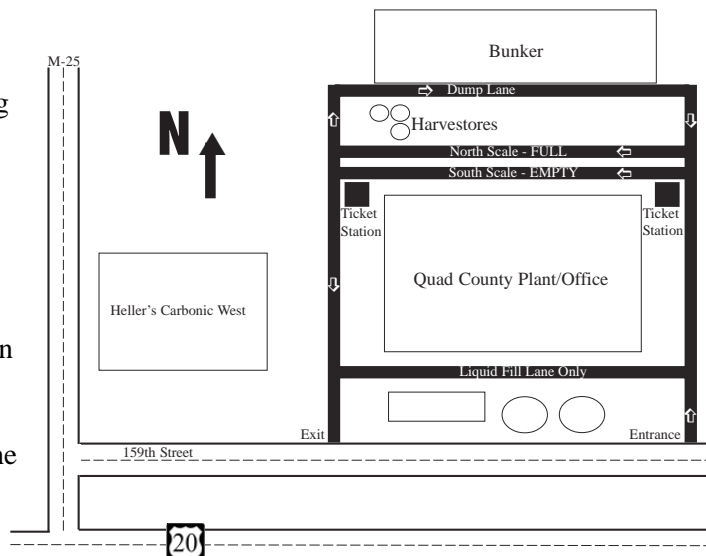 Bunker
M-25
Dump Lane
g
N
Harvestores
North Scale - FULL
South Scale - EMPTY
Ticket
Station
Ticket
Station
Quad County Plant/Office
Heller's Carbonic West
n
Liquid Fill Lane Only
Exit
Entrance
159th Street
ne
20